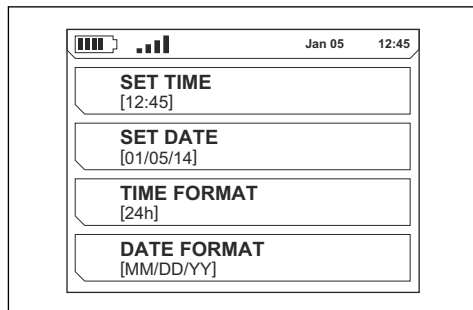 Jan 05 12:45
SET TIME
[12:45]
SET DATE
[01/05/14]
TIME FORMAT
[24h]
DATE FORMAT
[MM/DD/YY]